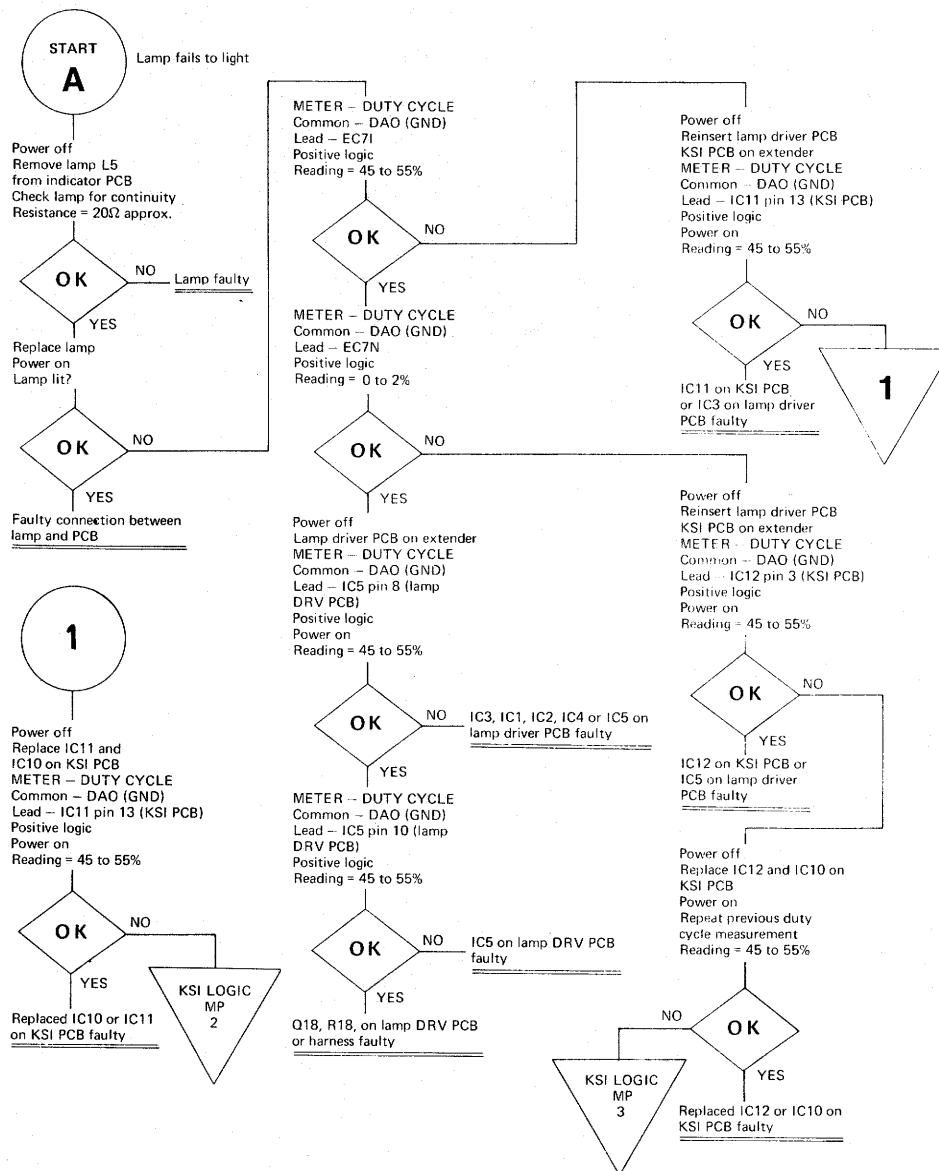 START
A
Lamp fails to light
Power off
Remove lamp L5
from indicator PCB
Check lamp for continuity
Resistance = 20Ω approx.
OK
NO
Lamp faulty
YES
Replace lamp
Power on
Lamp lit?
OK
NO
YES
Faulty connection between
lamp and PCB
1
Power off
Replace IC11 and
IC10 on KSI PCB
METER – DUTY CYCLE
Common – DAO (GND)
Lead – IC11 pin 13 (KSI PCB)
Positive logic
Power on
Reading = 45 to 55%
OK
NO
YES
Replaced IC10 or IC11
on KSI PCB faulty
KSI LOGIC
MP
2
METER – DUTY CYCLE
Common – DAO (GND)
Lead – EC7I
Positive logic
Reading = 45 to 55%
OK
NO
YES
METER – DUTY CYCLE
Common – DAO (GND)
Lead – EC7N
Positive logic
Reading = 0 to 2%
OK
NO
YES
Power off
Lamp driver PCB on extender
METER – DUTY CYCLE
Common – DAO (GND)
Lead – IC5 pin 8 (lamp
DRV PCB)
Positive logic
Power on
Reading = 45 to 55%
OK
NO
IC3, IC1, IC2, IC4 or IC5 on
lamp driver PCB faulty
YES
METER – DUTY CYCLE
Common – DAO (GND)
Lead – IC5 pin 10 (lamp
DRV PCB)
Positive logic
Reading = 45 to 55%
OK
NO
IC5 on lamp DRV PCB
faulty
YES
Q18, R18, on lamp DRV PCB
or harness faulty
Power off
Reinsert lamp driver PCB
KSI PCB on extender
METER – DUTY CYCLE
Common – DAO (GND)
Lead – IC11 pin 13 (KSI PCB)
Positive logic
Power on
Reading = 45 to 55%
OK
NO
YES
IC11 on KSI PCB
or IC3 on lamp driver
PCB faulty
1
Power off
Reinsert lamp driver PCB
KSI PCB on extender
METER – DUTY CYCLE
Common – DAO (GND)
Lead – IC12 pin 3 (KSI PCB)
Positive logic
Power on
Reading = 45 to 55%
OK
NO
YES
IC12 on KSI PCB or
IC5 on lamp driver
PCB faulty
Power off
Replace IC12 and IC10 on
KSI PCB
Power on
Repeat previous duty
cycle measurement
Reading = 45 to 55%
NO
OK
YES
KSI LOGIC
MP
3
Replaced IC12 or IC10 on
KSI PCB faulty